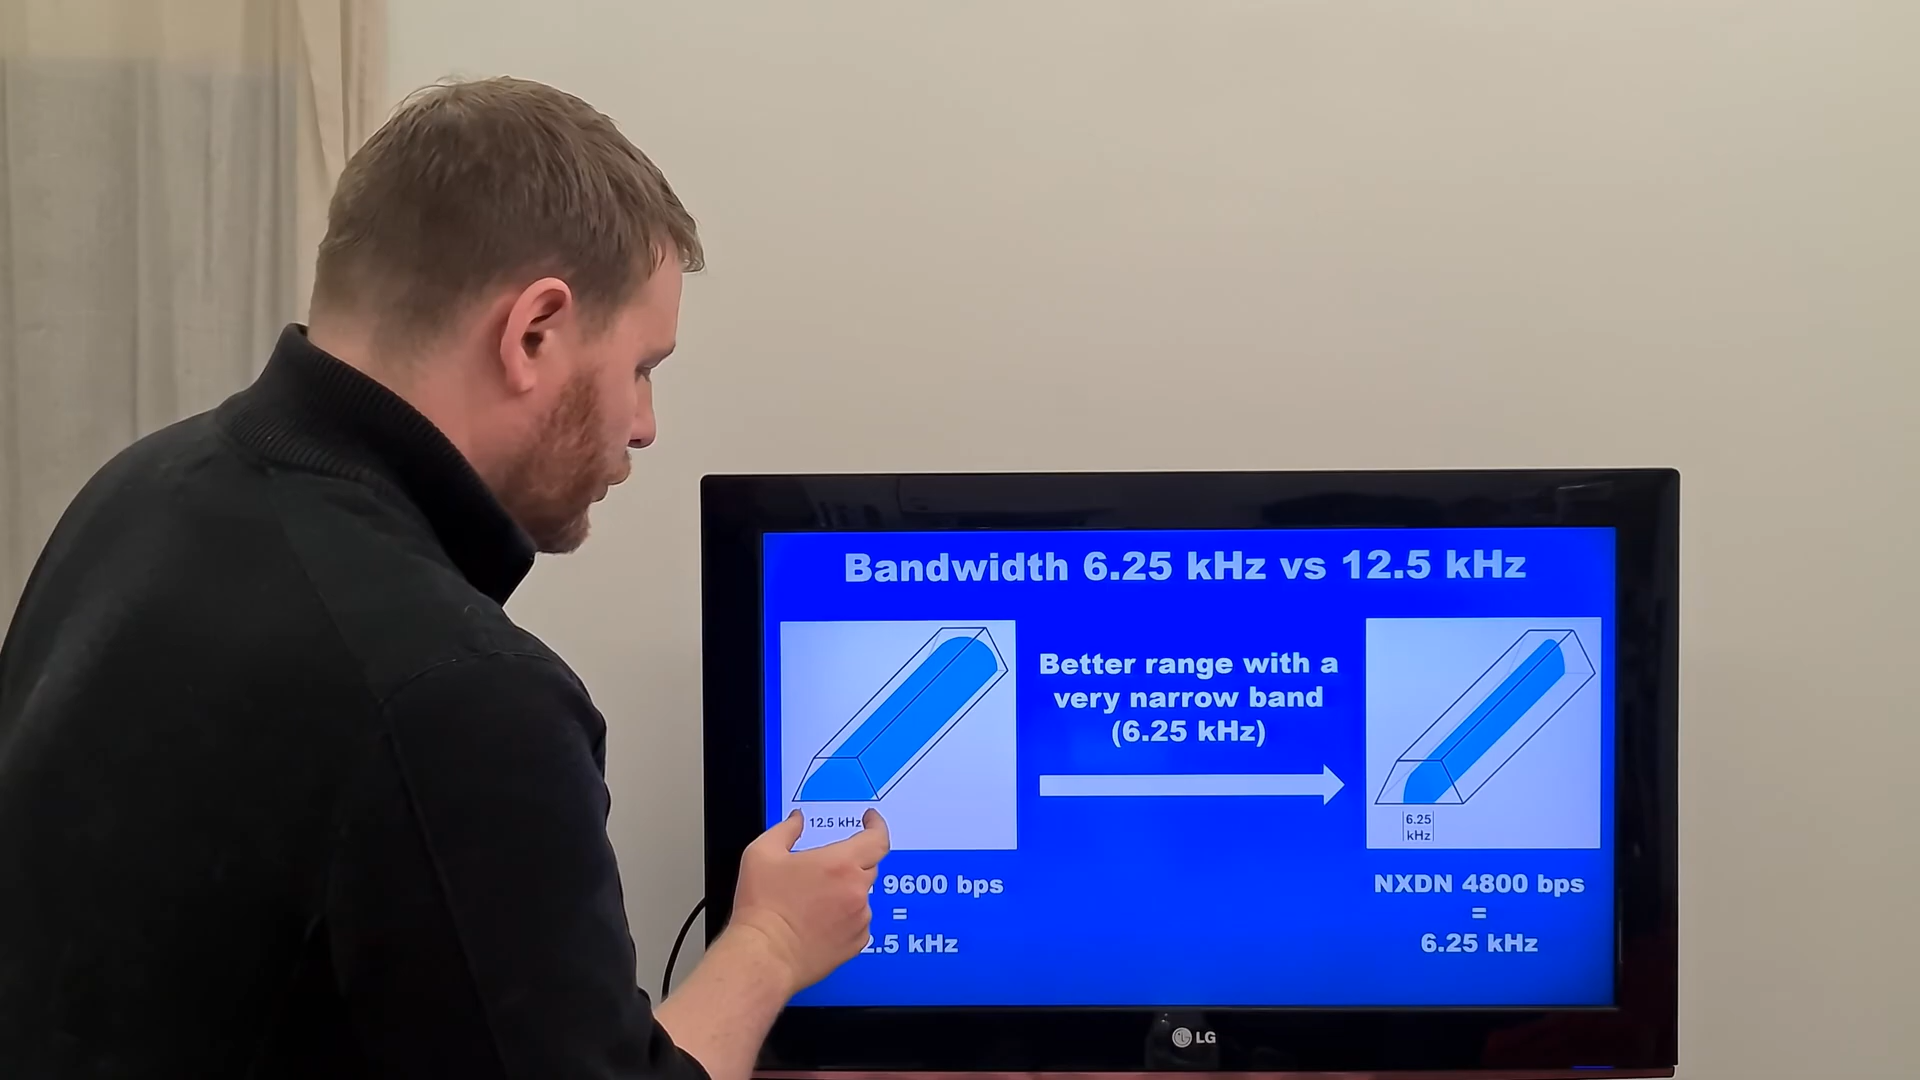 Bandwidth 6.25 kHz vs 12.5 kHz
Better range with a
very narrow band
(6.25 kHz)
12.5 kHz
6.25
kHz
9600 bps
=
2.5 kHz
NXDN 4800 bps
=
6.25 kHz
LG